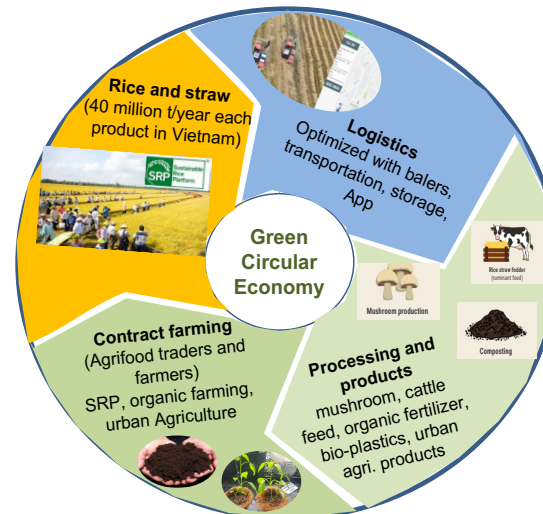 Rice and straw
(40 million t/year each
product in Vietnam)
SRP
Sustainable
Rice
Platform
Logistics
Optimized with balers,
transportation, storage,
App
Green
Circular
Economy
Rice straw fodder
(ruminant feed)
Mushroom production
Composting
Processing and
products
mushroom, cattle
feed, organic fertilizer,
bio-plastics, urban
agri. products
Contract farming
(Agrifood traders and
farmers)
SRP, organic farming,
urban Agriculture